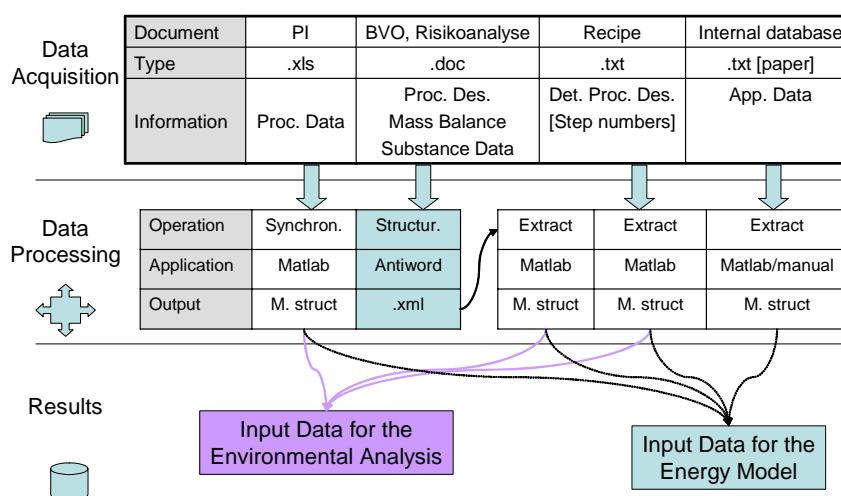 Data
Acquisition
Document PI BVO, Risikoanalyse Recipe Internal database
Type .xls .doc .txt .txt [paper]
Information Proc. Data
Proc. Des.
Mass Balance
Substance Data
Det. Proc. Des.
[Step numbers]
App. Data
Data
Processing
Operation Synchron. Structur. Extract Extract Extract
Application Matlab Antiword Matlab Matlab Matlab/manual
Output M. struct .xml M. struct M. struct M. struct
Results
Input Data for the
Environmental Analysis
Input Data for the
Energy Model